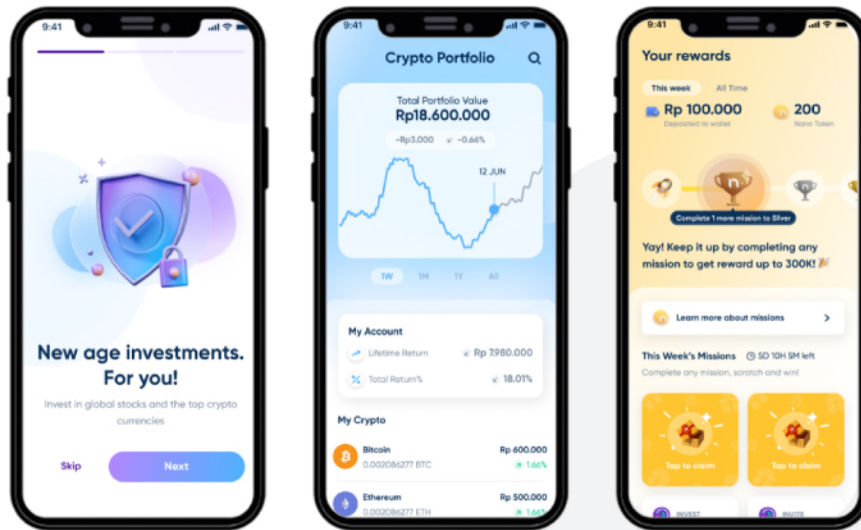 9:41
New age investments.
For you!
Invest in global stocks and the top crypto
currencies
Skip
Next
9:41
Crypto Portfolio
Total Portfolio Value
Rp18.600.000
-Rp3.000
-0.66%
12 JUN
1W
1M
1Y
All
My Account
Lifetime Return
Rp 7.980.000
Total Return%
18.01%
My Crypto
Bitcoin
Rp 600.000
0.002086277 BTC
1.66%
Ethereum
Rp 500.000
0.002086277 ETH
1.66%
9:41
Your rewards
This week
All Time
Rp 100.000
200
Deposited to wallet
Nano Token
n
n
Complete 1 more mission to Silver
Yay! Keep it up by completing any
mission to get reward up to 300K!
Learn more about missions
This Week's Missions
5D 10H 5M left
Complete any mission, scratch and win!
Tap to claim
Tap to claim
INVEST
INVITE